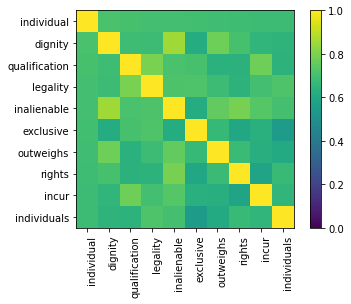 individual
dignity
qualification
legality
inalienable
exclusive
outweighs
rights
incur
individuals
individual
dignity
qualification
legality
inalienable
exclusive
outweighs
rights
incur
individuals
1.0
0.8
0.6
0.4
0.2
0.0